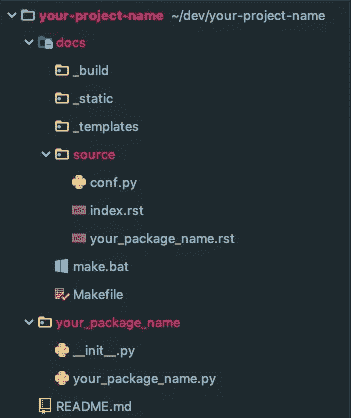 your-project-name ~/dev/your-project-name
docs
_build
_static
_templates
source
conf.py
index.rst
your_package_name.rst
make.bat
Makefile
your_package_name
__init__.py
your_package_name.py
README.md